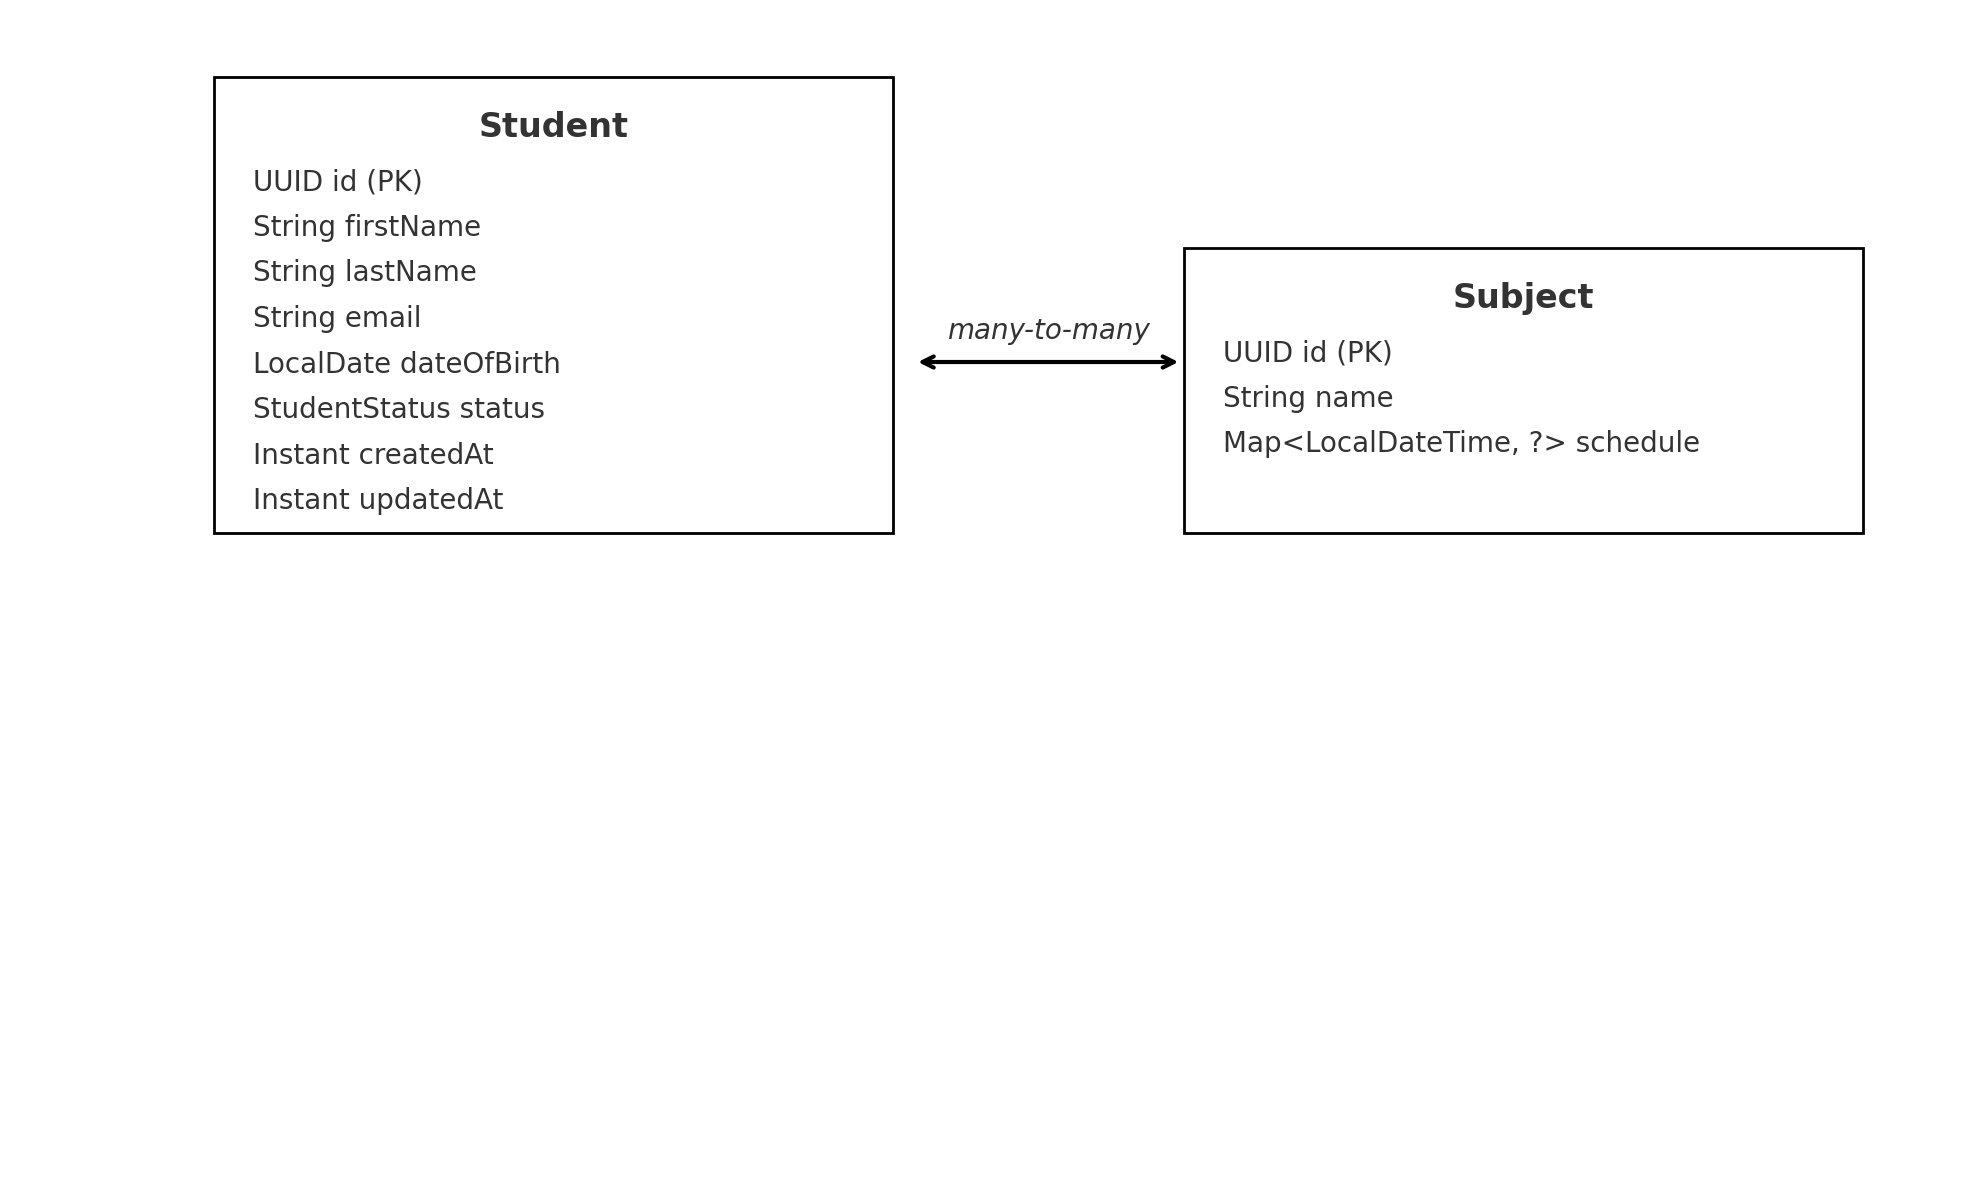 Student
UUID id (PK)
String firstName
String lastName
String email
LocalDate dateOfBirth
StudentStatus status
Instant createdAt
Instant updatedAt
many-to-many
Subject
UUID id (PK)
String name
Map<LocalDateTime, ?> schedule